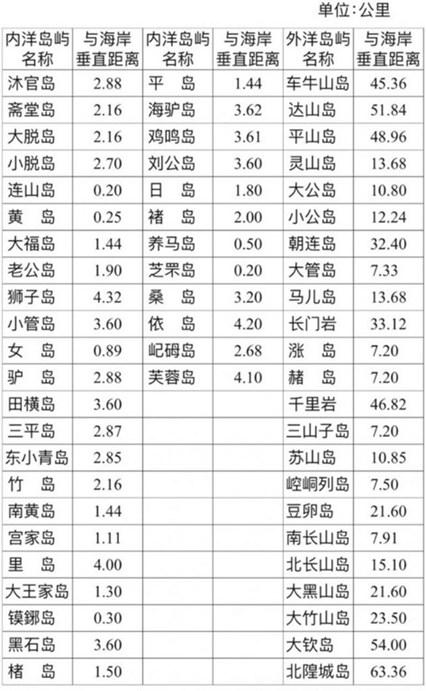 单位:公里
内洋岛屿名称 与海岸垂直距离 内洋岛屿名称 与海岸垂直距离 外洋岛屿名称 与海岸垂直距离
沐官岛 2.88 平 岛 1.44 车牛山岛 45.36
斋堂岛 2.16 海驴岛 3.62 达山岛 51.84
大脱岛 2.16 鸡鸣岛 3.61 平山岛 48.96
小脱岛 2.70 刘公岛 3.60 灵山岛 13.68
连山岛 0.20 日 岛 1.80 大公岛 10.80
黄 岛 0.25 褚 岛 2.00 小公岛 12.24
大福岛 1.44 养马岛 0.50 朝连岛 32.40
老公岛 1.90 芝罘岛 0.20 大管岛 7.33
狮子岛 4.32 桑 岛 3.20 马儿岛 13.68
小管岛 3.60 依 岛 4.20 长门岩 33.12
女 岛 0.89 屺㟂岛 2.68 涨 岛 7.20
驴 岛 2.88 芙蓉岛 4.10 赭 岛 7.20
田横岛 3.60 千里岩 46.82
三平岛 2.87 三山子岛 7.20
东小青岛 2.85 苏山岛 10.85
竹 岛 2.16 崆峒列岛 7.50
南黄岛 1.44 豆卵岛 21.60
宫家岛 1.11 南长山岛 7.91
里 岛 4.00 北长山岛 15.10
大王家岛 1.30 大黑山岛 21.60
镆铘岛 0.30 大竹山岛 23.50
黑石岛 3.60 大钦岛 54.00
楮 岛 1.50 北隍城岛 63.36